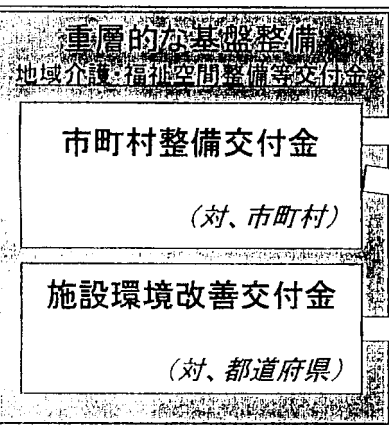 重層的な基盤整備
地域介護・福祉空間整備等交付金
市町村整備交付金
(対、市町村)
施設環境改善交付金
(対、都道府県)